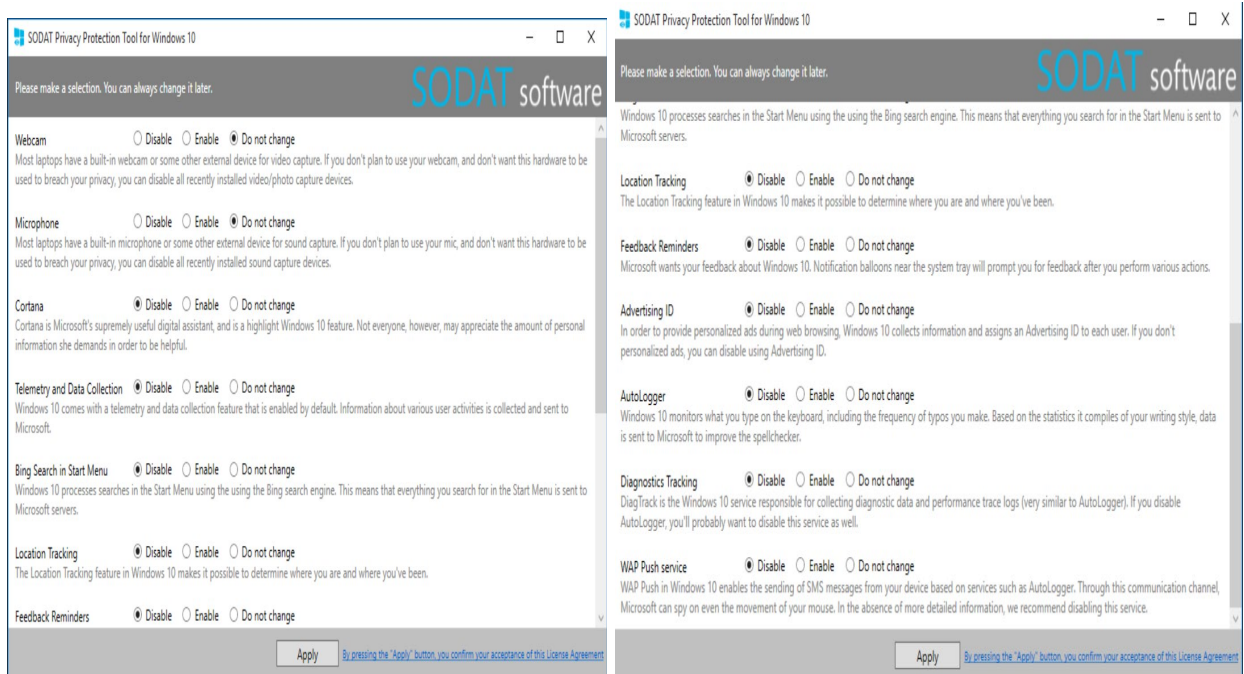 SODAT Privacy Protection Tool for Windows 10
Please make a selection. You can always change it later.
SODAT software
Webcam Disable Enable Do not change
Most laptops have a built-in webcam or some other external device for video capture. If you don't plan to use your webcam, and don't want this hardware to be
used to breach your privacy, you can disable all recently installed video/photo capture devices.
Microphone Disable Enable Do not change
Most laptops have a built-in microphone or some other external device for sound capture. If you don't plan to use your mic, and don't want this hardware to be
used to breach your privacy, you can disable all recently installed sound capture devices.
Cortana Disable Enable Do not change
Cortana is Microsoft's supremely useful digital assistant, and is a highlight Windows 10 feature. Not everyone, however, may appreciate the amount of personal
information she demands in order to be helpful.
Telemetry and Data Collection Disable Enable Do not change
Windows 10 comes with a telemetry and data collection feature that is enabled by default. Information about various user activities is collected and sent to
Microsoft.
Bing Search in Start Menu Disable Enable Do not change
Windows 10 processes searches in the Start Menu using the using the Bing search engine. This means that everything you search for in the Start Menu is sent to
Microsoft servers.
Location Tracking Disable Enable Do not change
The Location Tracking feature in Windows 10 makes it possible to determine where you are and where you've been.
Feedback Reminders Disable Enable Do not change
Apply By pressing the "Apply" button, you confirm your acceptance of this License Agreement
SODAT Privacy Protection Tool for Windows 10
Please make a selection. You can always change it later.
SODAT software
Windows 10 processes searches in the Start Menu using the using the Bing search engine. This means that everything you search for in the Start Menu is sent to
Microsoft servers.
Location Tracking Disable Enable Do not change
The Location Tracking feature in Windows 10 makes it possible to determine where you are and where you've been.
Feedback Reminders Disable Enable Do not change
Microsoft wants your feedback about Windows 10. Notification balloons near the system tray will prompt you for feedback after you perform various actions.
Advertising ID Disable Enable Do not change
In order to provide personalized ads during web browsing, Windows 10 collects information and assigns an Advertising ID to each user. If you don't
personalized ads, you can disable using Advertising ID.
AutoLogger Disable Enable Do not change
Windows 10 monitors what you type on the keyboard, including the frequency of typos you make. Based on the statistics it compiles of your writing style, data
is sent to Microsoft to improve the spellchecker.
Diagnostics Tracking Disable Enable Do not change
DiagTrack is the Windows 10 service responsible for collecting diagnostic data and performance trace logs (very similar to AutoLogger). If you disable
AutoLogger, you'll probably want to disable this service as well.
WAP Push service Disable Enable Do not change
WAP Push in Windows 10 enables the sending of SMS messages from your device based on services such as AutoLogger. Through this communication channel,
Microsoft can spy on even the movement of your mouse. In the absence of more detailed information, we recommend disabling this service.
Apply By pressing the "Apply" button, you confirm your acceptance of this License Agreement